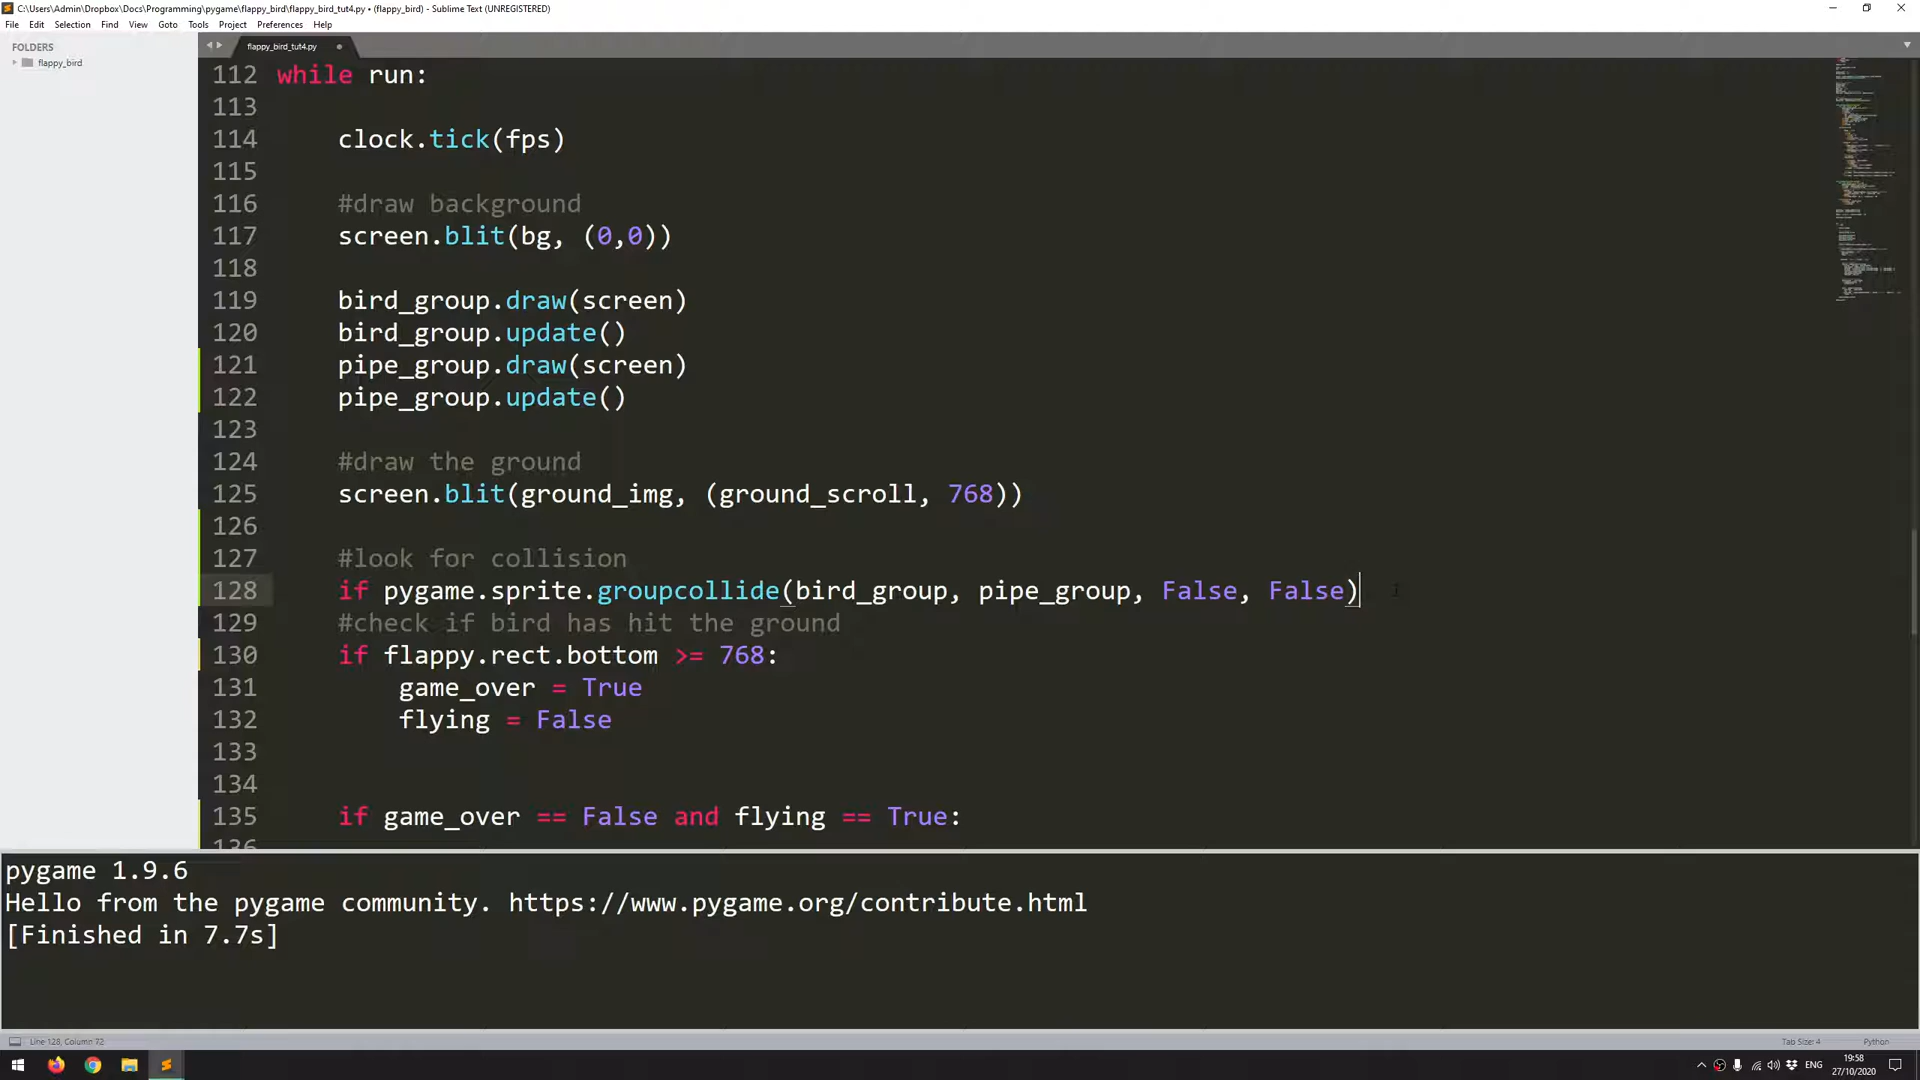 C:\Users\Admin\Dropbox\Docs\Programming\pygame\flappy_bird\flappy_bird_tut4.py • (flappy_bird) - Sublime Text (UNREGISTERED)
File Edit Selection Find View Goto Tools Project Preferences Help
FOLDERS
flappy_bird
flappy_bird_tut4.py
112 while run:
113
114 clock.tick(fps)
115
116 #draw background
117 screen.blit(bg, (0,0))
118
119 bird_group.draw(screen)
120 bird_group.update()
121 pipe_group.draw(screen)
122 pipe_group.update()
123
124 #draw the ground
125 screen.blit(ground_img, (ground_scroll, 768))
126
127 #look for collision
128 if pygame.sprite.groupcollide(bird_group, pipe_group, False, False)
129 #check if bird has hit the ground
130 if flappy.rect.bottom >= 768:
131 game_over = True
132 flying = False
133
134
135 if game_over == False and flying == True:
136
pygame 1.9.6
Hello from the pygame community. https://www.pygame.org/contribute.html
[Finished in 7.7s]
Line 128, Column 72
Tab Size: 4
Python
ENG
19:58
27/10/2020